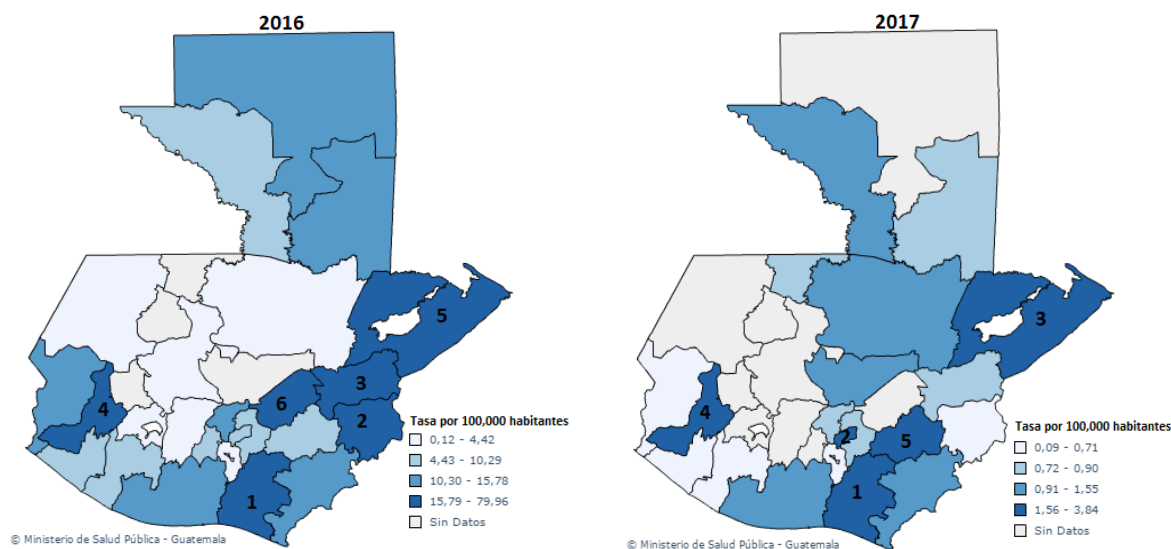 2016
5
3
4
6
2
1
Tasa por 100,000 habitantes
0,12 - 4,42
4,43 - 10,29
10,30 - 15,78
15,79 - 79,96
Sin Datos
© Ministerio de Salud Pública - Guatemala
2017
3
4
2
5
1
Tasa por 100,000 habitantes
0,09 - 0,71
0,72 - 0,90
0,91 - 1,55
1,56 - 3,84
Sin Datos
© Ministerio de Salud Pública - Guatemala